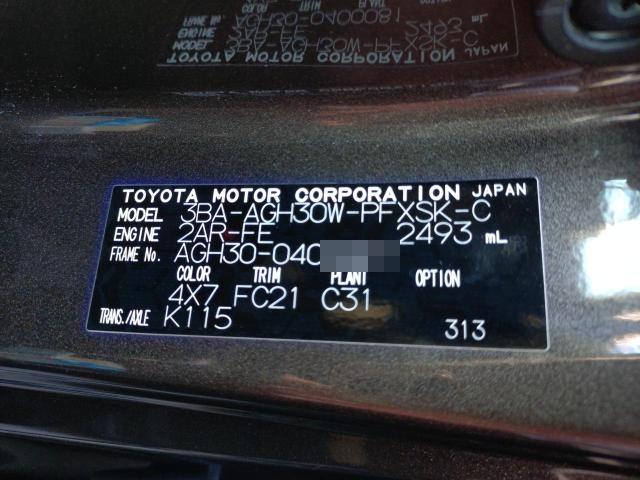 TOYOTA MOTOR CORPORATION JAPAN
MODEL 3BA-AGH30W-PFXSK-C
ENGINE 2AR-FE 2493 mL
FRAME No. AGH30-040
COLOR TRIM PLANT OPTION
4X7 FC21 C31
TRANS./AXLE K115
313